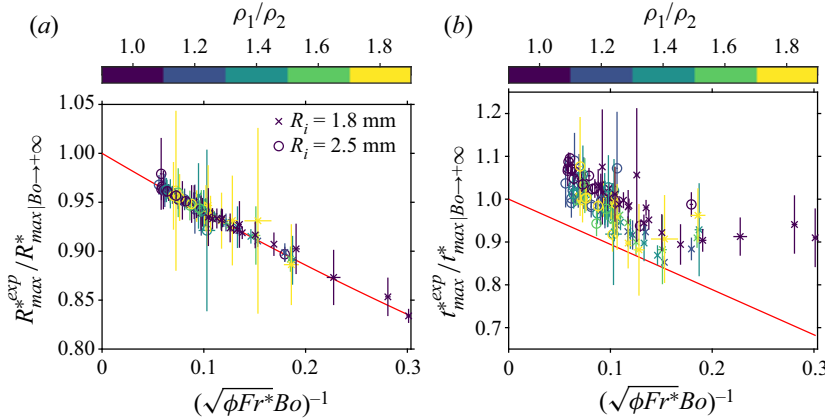 (a)
ρ₁/ρ₂
1.0 1.2 1.4 1.6 1.8
1.05
1.00
0.95
0.90
0.85
0.80
R*ᵉˣᵖₘₐₓ/R*ₘₐₓ|Bo→+∞
× Rᵢ = 1.8 mm
○ Rᵢ = 2.5 mm
0 0.1 0.2 0.3
(√ϕFr*Bo)⁻¹
(b)
ρ₁/ρ₂
1.0 1.2 1.4 1.6 1.8
1.2
1.1
1.0
0.9
0.8
0.7
t*ᵉˣᵖₘₐₓ/t*ₘₐₓ|Bo→+∞
0 0.1 0.2 0.3
(√ϕFr*Bo)⁻¹